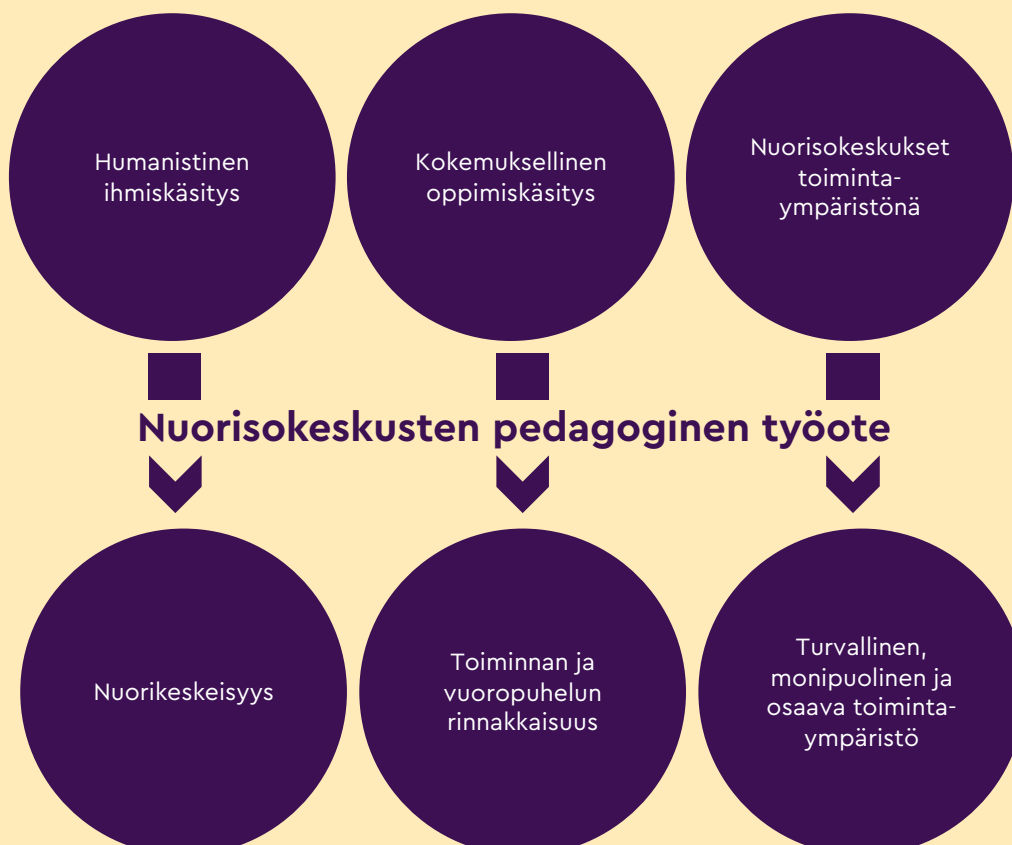 Humanistinen
ihmiskäsitys
Kokemuksellinen
oppimiskäsitys
Nuorisokeskukset
toiminta-
ympäristönä
Nuorisokeskusten pedagoginen työote
Nuorikeskeisyys
Toiminnan ja
vuoropuhelun
rinnakkaisuus
Turvallinen,
monipuolinen ja
osaava toiminta-
ympäristö